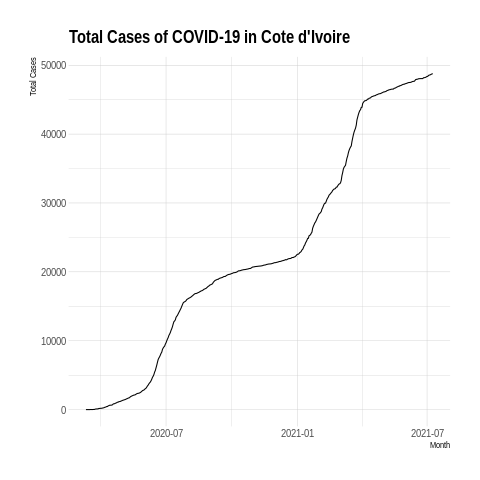 Total Cases of COVID-19 in Cote d'Ivoire
Total Cases
50000
40000
30000
20000
10000
0
2020-07 2021-01 2021-07
Month